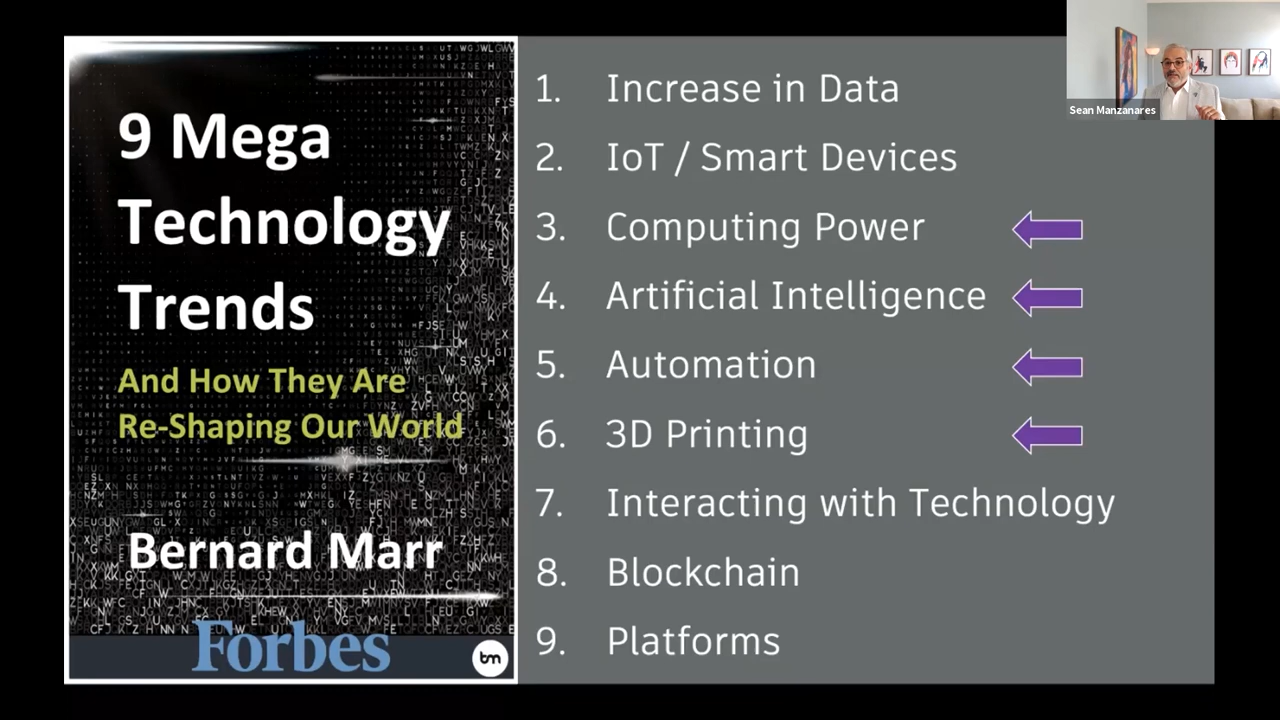 9 Mega
Technology
Trends
And How They Are
Re-Shaping Our World
Bernard Marr
Forbes
tm
1. Increase in Data
2. IoT / Smart Devices
3. Computing Power
4. Artificial Intelligence
5. Automation
6. 3D Printing
7. Interacting with Technology
8. Blockchain
9. Platforms
Sean Manzanares